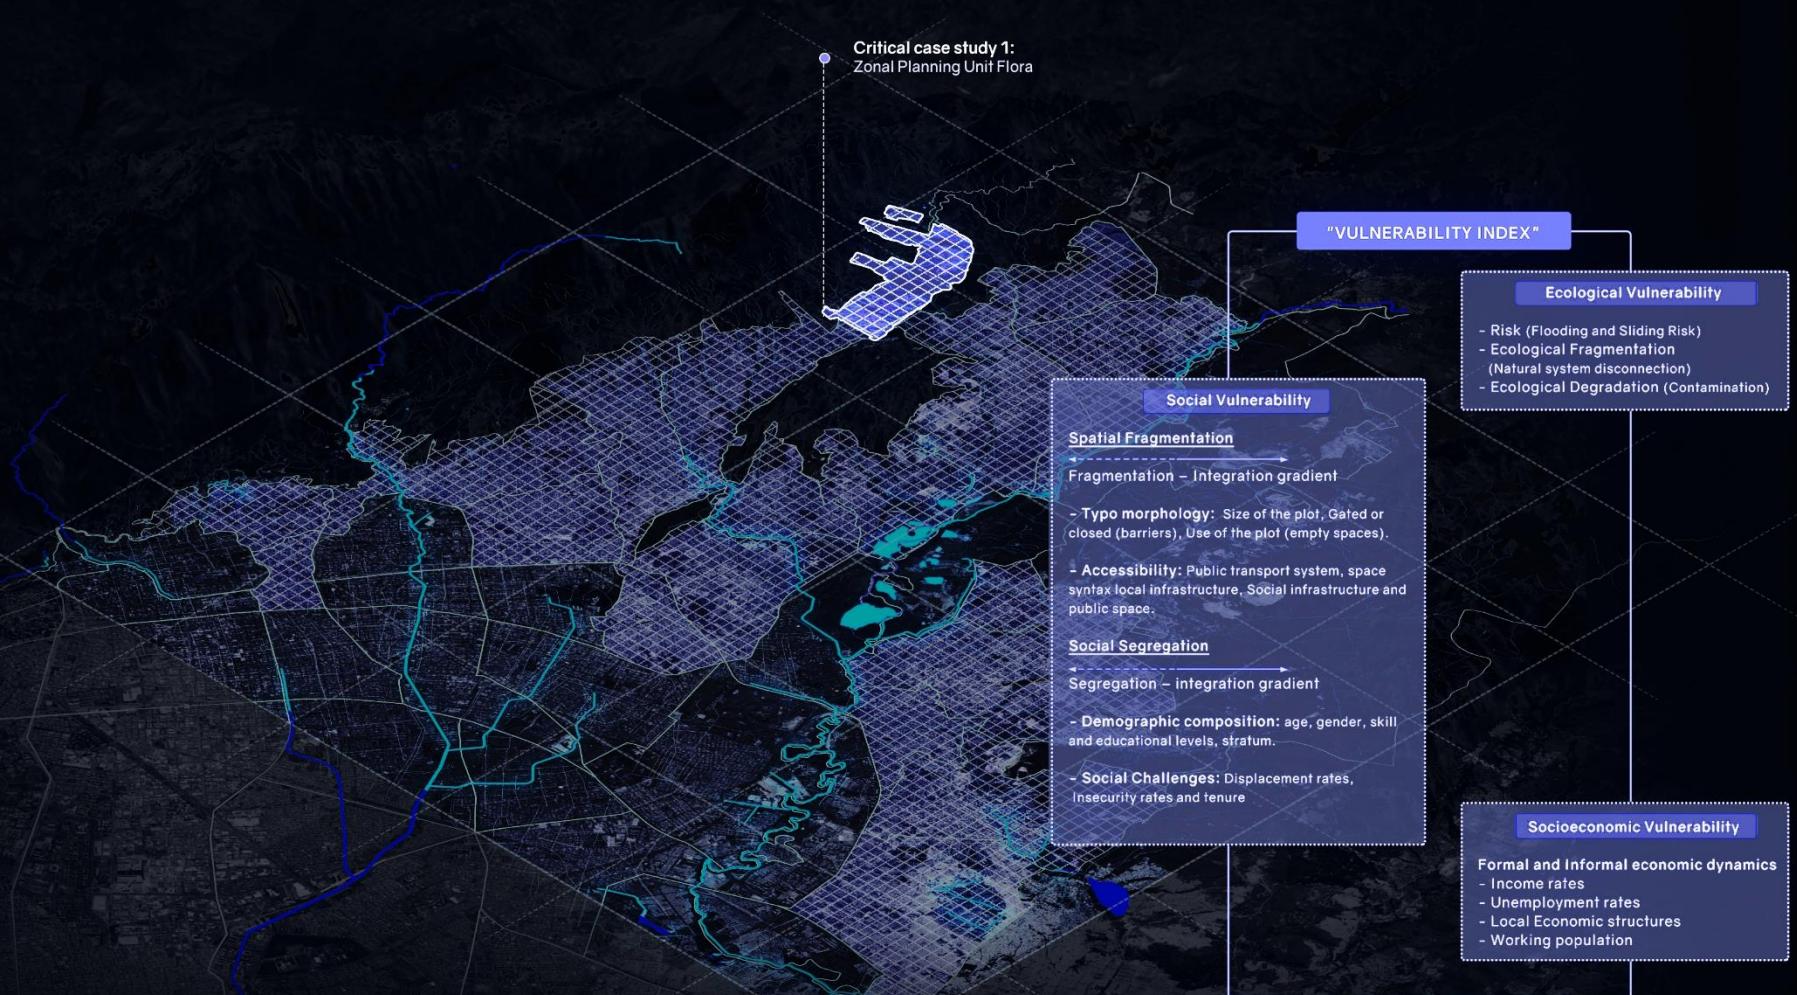 Critical case study 1:
Zonal Planning Unit Flora
"VULNERABILITY INDEX"
Ecological Vulnerability
- Risk (Flooding and Sliding Risk)
- Ecological Fragmentation
(Natural system disconnection)
- Ecological Degradation (Contamination)
Social Vulnerability
Spatial Fragmentation
Fragmentation – Integration gradient
- Typo morphology: Size of the plot, Gated or
closed (barriers), Use of the plot (empty spaces).
- Accessibility: Public transport system, space
syntax local infrastructure, Social infrastructure and
public space.
Social Segregation
Segregation – integration gradient
- Demographic composition: age, gender, skill
and educational levels, stratum.
- Social Challenges: Displacement rates,
Insecurity rates and tenure
Socioeconomic Vulnerability
Formal and Informal economic dynamics
- Income rates
- Unemployment rates
- Local Economic structures
- Working population